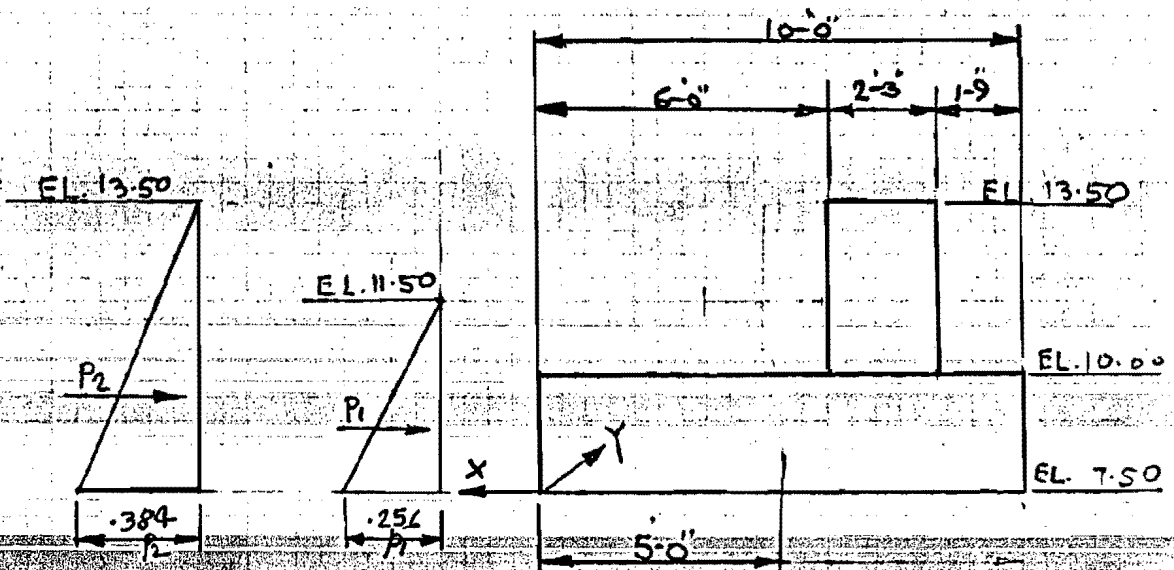 10'-0"
6'-0" 2'-3" 1'-9"
EL. 13.50
EL. 13.50
EL. 11.50
EL. 10.00
P2
P1
X
Y
EL. 7.50
.384
.256
P2
P1
5'-0"